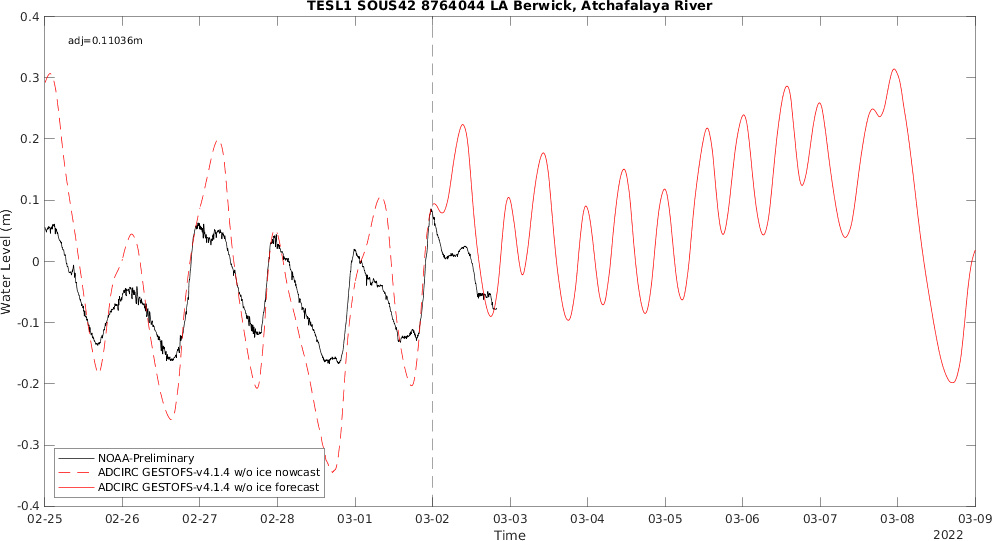 TESL1 SOUS42 8764044 LA Berwick, Atchafalaya River
adj=0.11036m
0.4
0.3
0.2
0.1
0
-0.1
-0.2
-0.3
-0.4
Water Level (m)
NOAA-Preliminary
ADCIRC GESTOFS-v4.1.4 w/o ice nowcast
ADCIRC GESTOFS-v4.1.4 w/o ice forecast
02-25 02-26 02-27 02-28 03-01 03-02 03-03 03-04 03-05 03-06 03-07 03-08 03-09
Time
2022